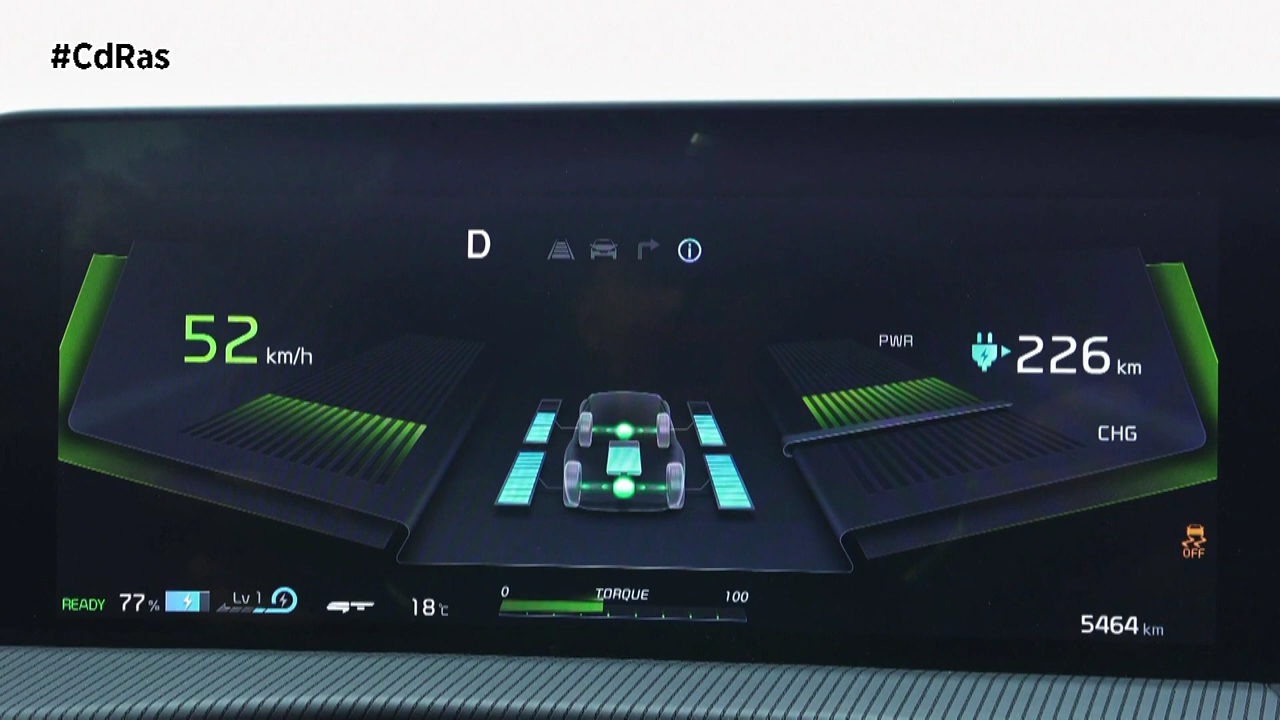 #CdRas
D
52 km/h
PWR
226 km
CHG
OFF
READY 77% Lv 1 18℃
0 TORQUE 100
5464 km